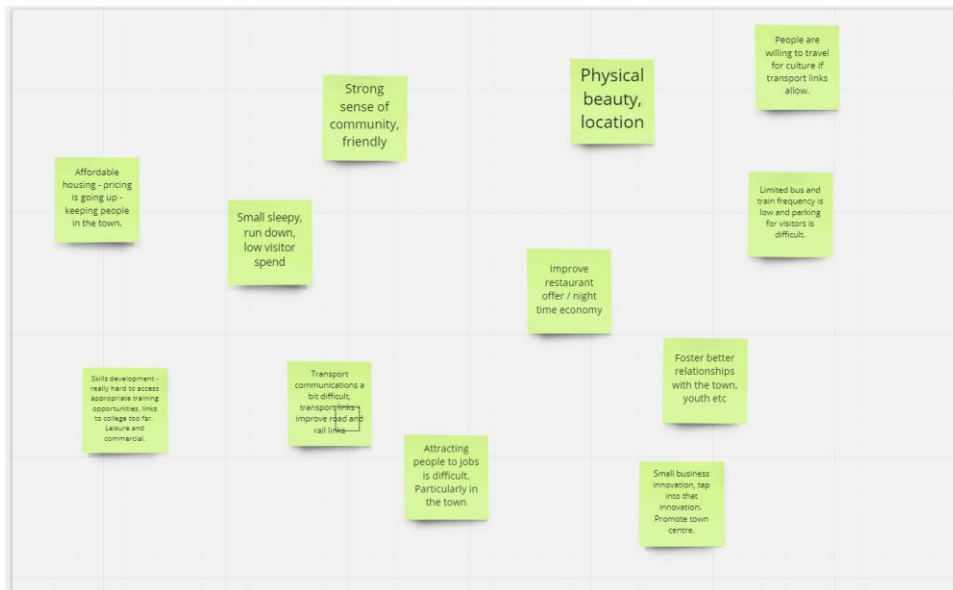 People are
willing to travel
for culture if
transport links
allow.
Physical
beauty,
location
Strong
sense of
community,
friendly
Affordable
housing - pricing
is going up -
keeping people
in the town.
Limited bus and
train frequency is
low and parking
for visitors is
difficult.
Small sleepy,
run down,
low visitor
spend
Improve
restaurant
offer / night
time economy
Foster better
relationships
with the town,
youth etc
Transport
communications a
bit difficult,
transport links -
improve road and
rail links
Skills development -
really hard to access
appropriate training
opportunities, links
to college too far.
Leisure and
commercial.
Attracting
people to jobs
is difficult.
Particularly in
the town
Small business
innovation, tap
into that
innovation.
Promote town
centre.